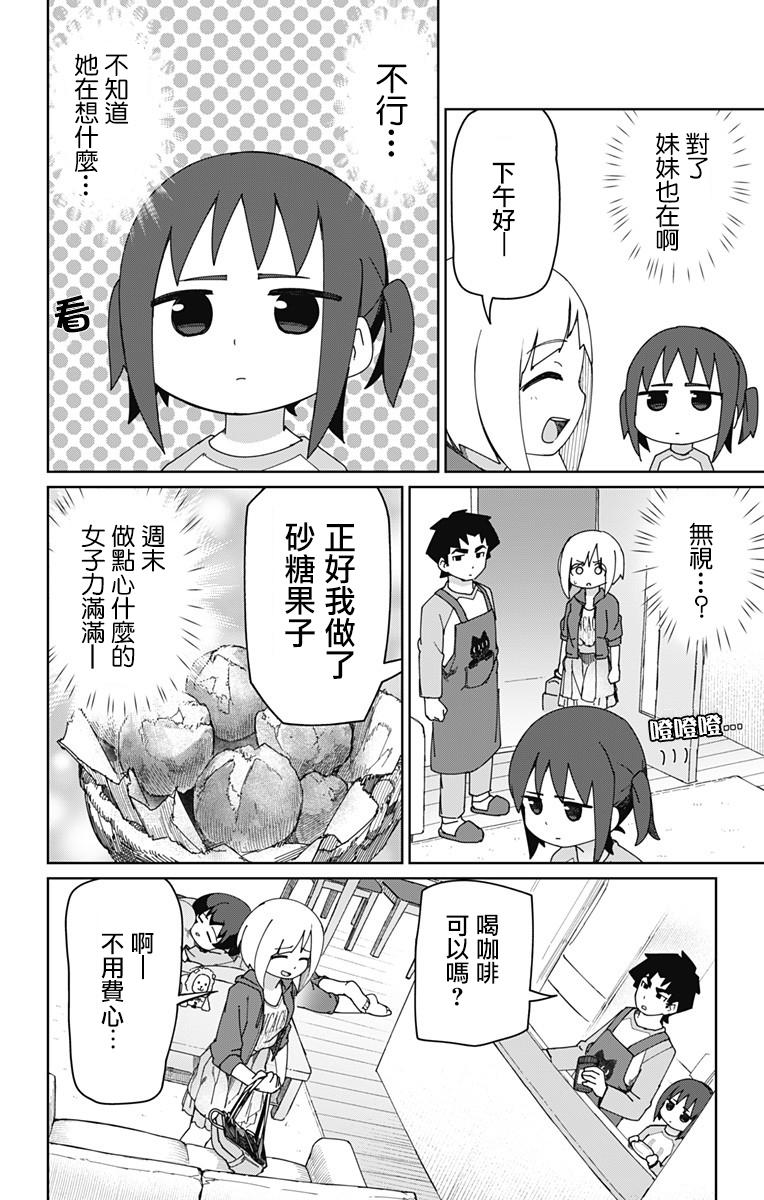 對了
妹妹也在啊
下午好ー
不行…
不知道
她在想什麼…
看
無視…?
噔噔噔…
正好我做了
砂糖果子
週末
做點心什麼的
女子力滿滿ー
喝咖啡
可以嗎?
啊ー
不用費心…